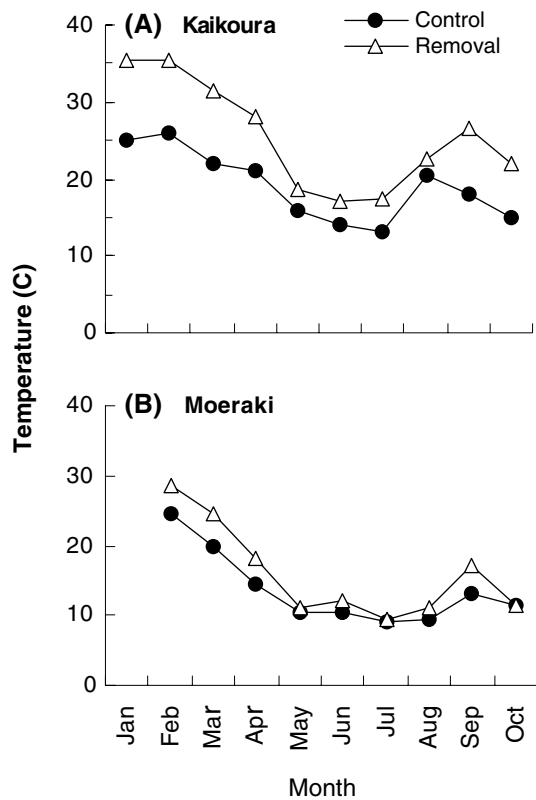 (A) Kaikoura
Control
Removal
40
30
20
10
0
(B) Moeraki
40
30
20
10
0
Temperature (C)
Jan Feb Mar Apr May Jun Jul Aug Sep Oct
Month